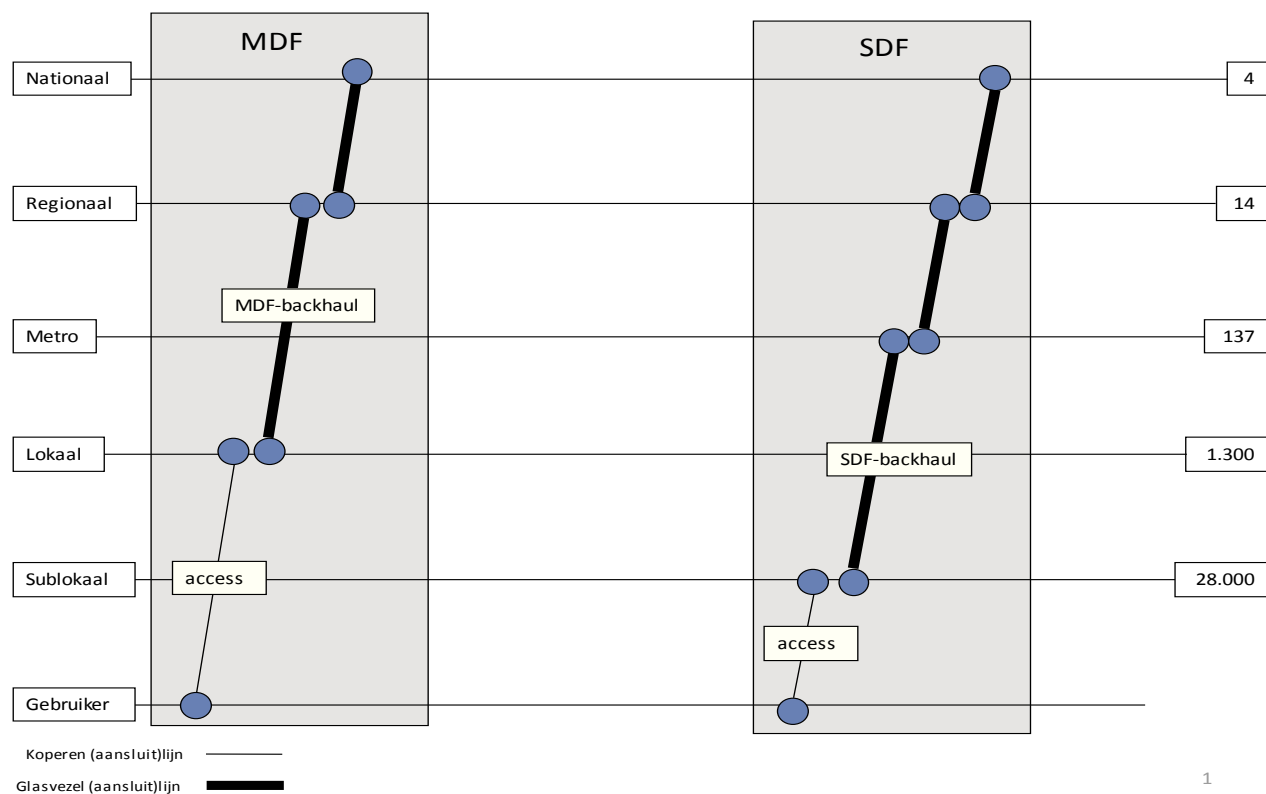 MDF
SDF
Nationaal
4
Regionaal
14
MDF-backhaul
Metro
137
Lokaal
SDF-backhaul
1.300
access
Sublokaal
28.000
access
Gebruiker
Koperen (aansluit)lijn
Glasvezel (aansluit)lijn
1